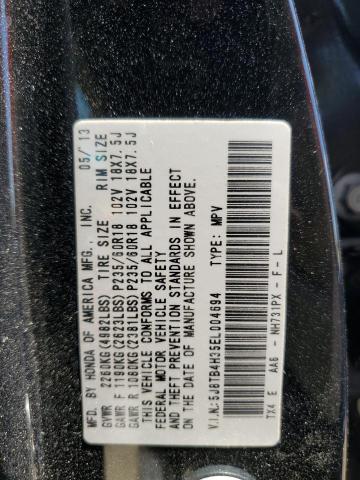 MFD. BY HONDA OF AMERICA MFG., INC. 05/13
GVWR 2260KG(4982LBS) TIRE SIZE RIM SIZE
GAWR F 1180KG(2623LBS)P235/60R18 102V 18X7.5J
GAWR R 1080KG(2381LBS)P235/60R18 102V 18X7.5J
THIS VEHICLE CONFORMS TO ALL APPLICABLE
FEDERAL MOTOR VEHICLE SAFETY AND
THEFT PREVENTION STANDARDS IN EFFECT
ON THE DATE OF MANUFACTURE SHOWN ABOVE.
V.I.N.: 5J8TB4H35EL004694 TYPE: MPV
TX4 E AA6 - NH731PX - F - L